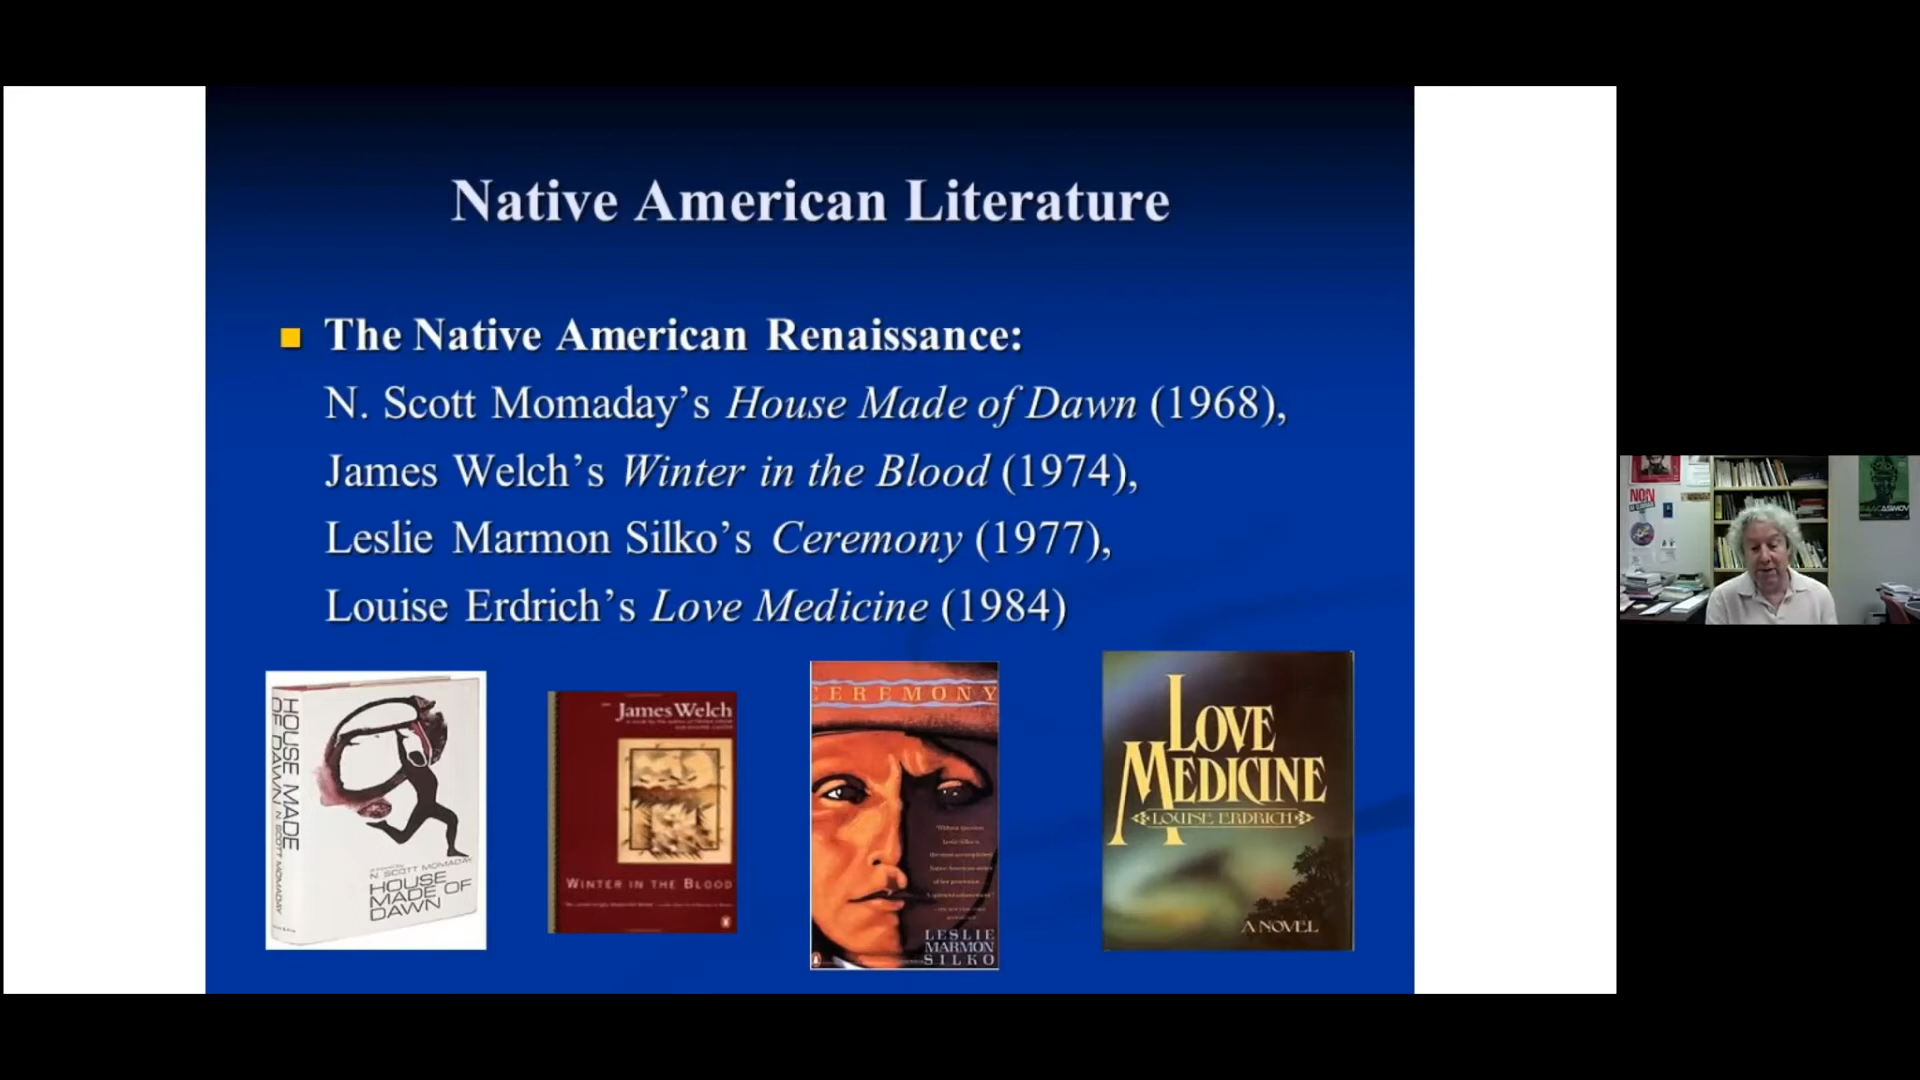 Native American Literature
The Native American Renaissance:
N. Scott Momaday’s House Made of Dawn (1968),
James Welch’s Winter in the Blood (1974),
Leslie Marmon Silko’s Ceremony (1977),
Louise Erdrich’s Love Medicine (1984)
HOUSE MADE
OF DAWN N. SCOTT MOMADAY
N. SCOTT MOMADAY
HOUSE
MADE OF
DAWN
James Welch
WINTER IN THE BLOOD
CEREMONY
LESLIE
MARMON
SILKO
LOVE
MEDICINE
LOUISE ERDRICH
A NOVEL
NON
ISAAC ASIMOV